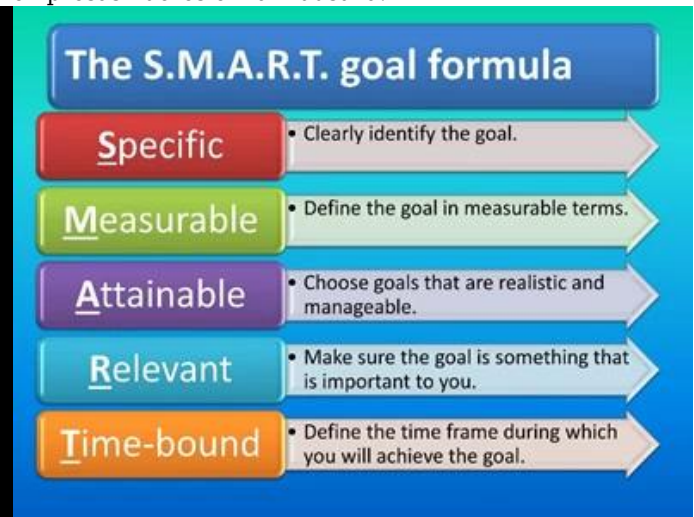 The S.M.A.R.T. goal formula
Specific
• Clearly identify the goal.
Measurable
• Define the goal in measurable terms.
Attainable
• Choose goals that are realistic and
manageable.
Relevant
• Make sure the goal is something that
is important to you.
Time-bound
• Define the time frame during which
you will achieve the goal.